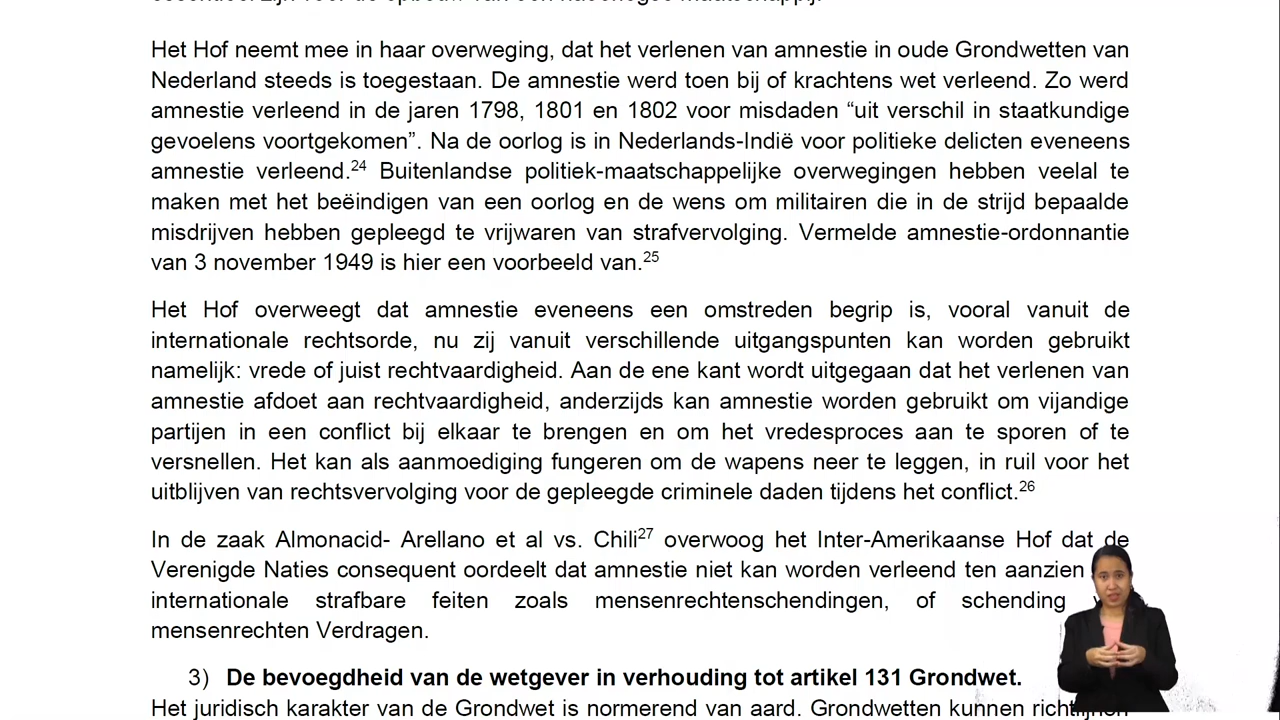 Het Hof neemt mee in haar overweging, dat het verlenen van amnestie in oude Grondwetten van
Nederland steeds is toegestaan. De amnestie werd toen bij of krachtens wet verleend. Zo werd
amnestie verleend in de jaren 1798, 1801 en 1802 voor misdaden “uit verschil in staatkundige
gevoelens voortgekomen”. Na de oorlog is in Nederlands-Indië voor politieke delicten eveneens
amnestie verleend.24 Buitenlandse politiek-maatschappelijke overwegingen hebben veelal te
maken met het beëindigen van een oorlog en de wens om militairen die in de strijd bepaalde
misdrijven hebben gepleegd te vrijwaren van strafvervolging. Vermelde amnestie-ordonnantie
van 3 november 1949 is hier een voorbeeld van.25
Het Hof overweegt dat amnestie eveneens een omstreden begrip is, vooral vanuit de
internationale rechtsorde, nu zij vanuit verschillende uitgangspunten kan worden gebruikt
namelijk: vrede of juist rechtvaardigheid. Aan de ene kant wordt uitgegaan dat het verlenen van
amnestie afdoet aan rechtvaardigheid, anderzijds kan amnestie worden gebruikt om vijandige
partijen in een conflict bij elkaar te brengen en om het vredesproces aan te sporen of te
versnellen. Het kan als aanmoediging fungeren om de wapens neer te leggen, in ruil voor het
uitblijven van rechtsvervolging voor de gepleegde criminele daden tijdens het conflict.26
In de zaak Almonacid- Arellano et al vs. Chili27 overwoog het Inter-Amerikaanse Hof dat de
Verenigde Naties consequent oordeelt dat amnestie niet kan worden verleend ten aanzien
internationale strafbare feiten zoals mensenrechtenschendingen, of schending
mensenrechten Verdragen.
3) De bevoegdheid van de wetgever in verhouding tot artikel 131 Grondwet.
Het juridisch karakter van de Grondwet is normerend van aard. Grondwetten kunnen richtlijnen